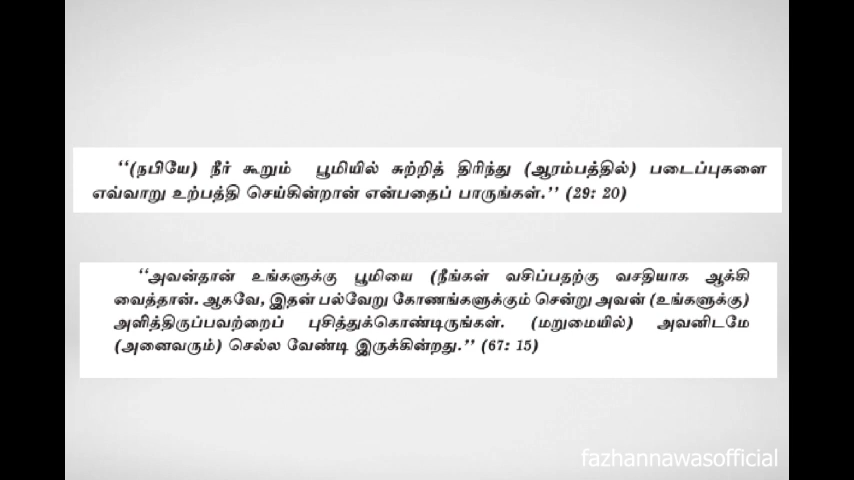 ‘‘(நபியே) நீர் கூறும் பூமியில் சுற்றித் திரிந்து (ஆரம்பத்தில்) படைப்புகளை
எவ்வாறு உற்பத்தி செய்கின்றான் என்பதைப் பாருங்கள்.’’ (29: 20)
‘‘அவன்தான் உங்களுக்கு பூமியை (நீங்கள் வசிப்பதற்கு வசதியாக ஆக்கி
வைத்தான். ஆகவே, இதன் பல்வேறு கோணங்களுக்கும் சென்று அவன் (உங்களுக்கு)
அளித்திருப்பவற்றைப் புசித்துக்கொண்டிருங்கள். (மறுமையில்) அவனிடமே
(அனைவரும்) செல்ல வேண்டி இருக்கின்றது.’’ (67: 15)
fazhannawasofficial